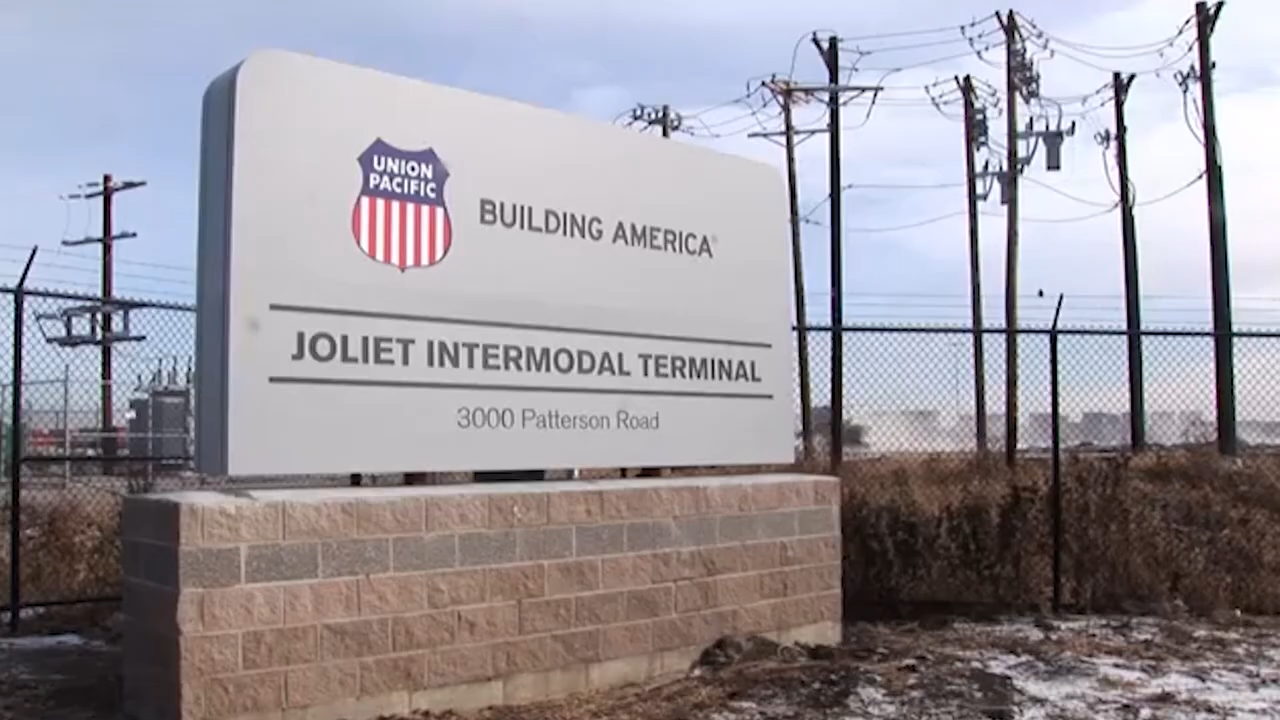 UNION
PACIFIC
BUILDING AMERICA®
JOLIET INTERMODAL TERMINAL
3000 Patterson Road